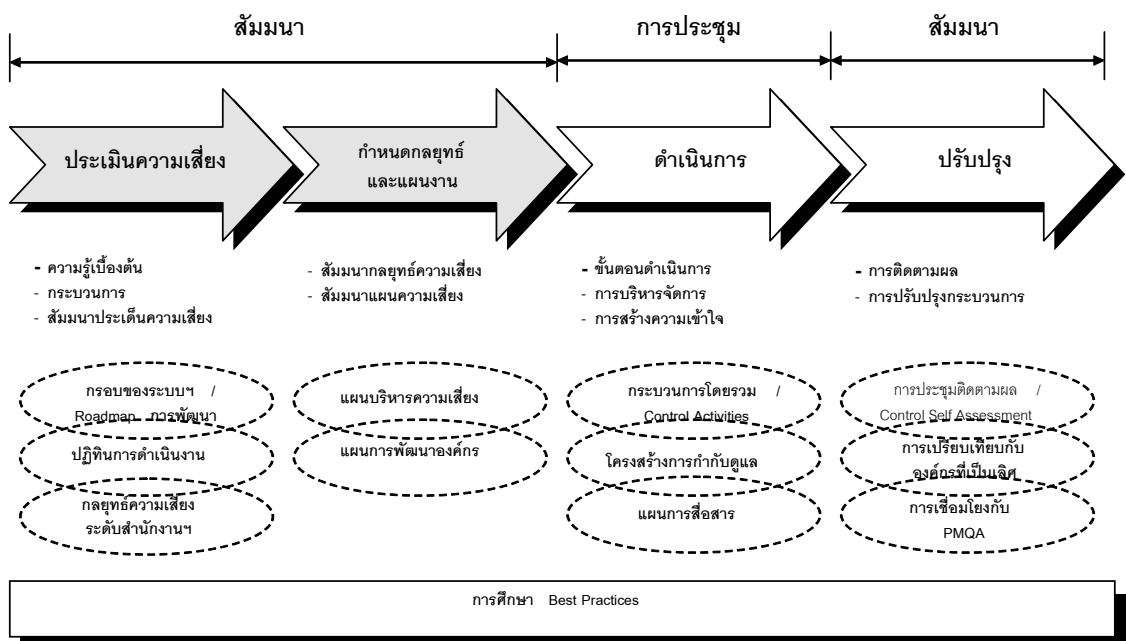 สัมมนา
การประชุม
สัมมนา
ประเมินความเสี่ยง
กำหนดกลยุทธ์
และแผนงาน
ดำเนินการ
ปรับปรุง
- ความรู้เบื้องต้น
- กระบวนการ
- สัมมนาประเด็นความเสี่ยง
- สัมมนากลยุทธ์ความเสี่ยง
- สัมมนาแผนความเสี่ยง
- ขั้นตอนดำเนินการ
- การบริหารจัดการ
- การสร้างความเข้าใจ
- การติดตามผล
- การปรับปรุงกระบวนการ
กรอบของระบบฯ /
Roadmap การพัฒนา
ปฏิทินการดำเนินงาน
กลยุทธ์ความเสี่ยง
ระดับสำนักงานฯ
แผนบริหารความเสี่ยง
แผนการพัฒนาองค์กร
กระบวนการโดยรวม /
Control Activities
โครงสร้างการกำกับดูแล
แผนการสื่อสาร
การประชุมติดตามผล /
Control Self Assessment
การเปรียบเทียบกับ
องค์กรที่เป็นเลิศ
การเชื่อมโยงกับ
PMQA
การศึกษา Best Practices